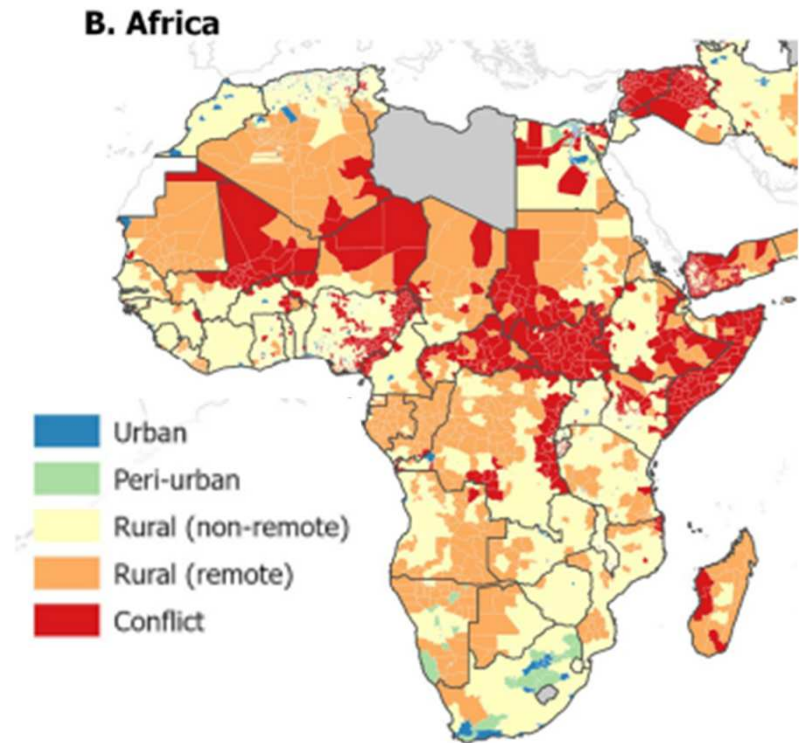 B. Africa
Urban
Peri-urban
Rural (non-remote)
Rural (remote)
Conflict